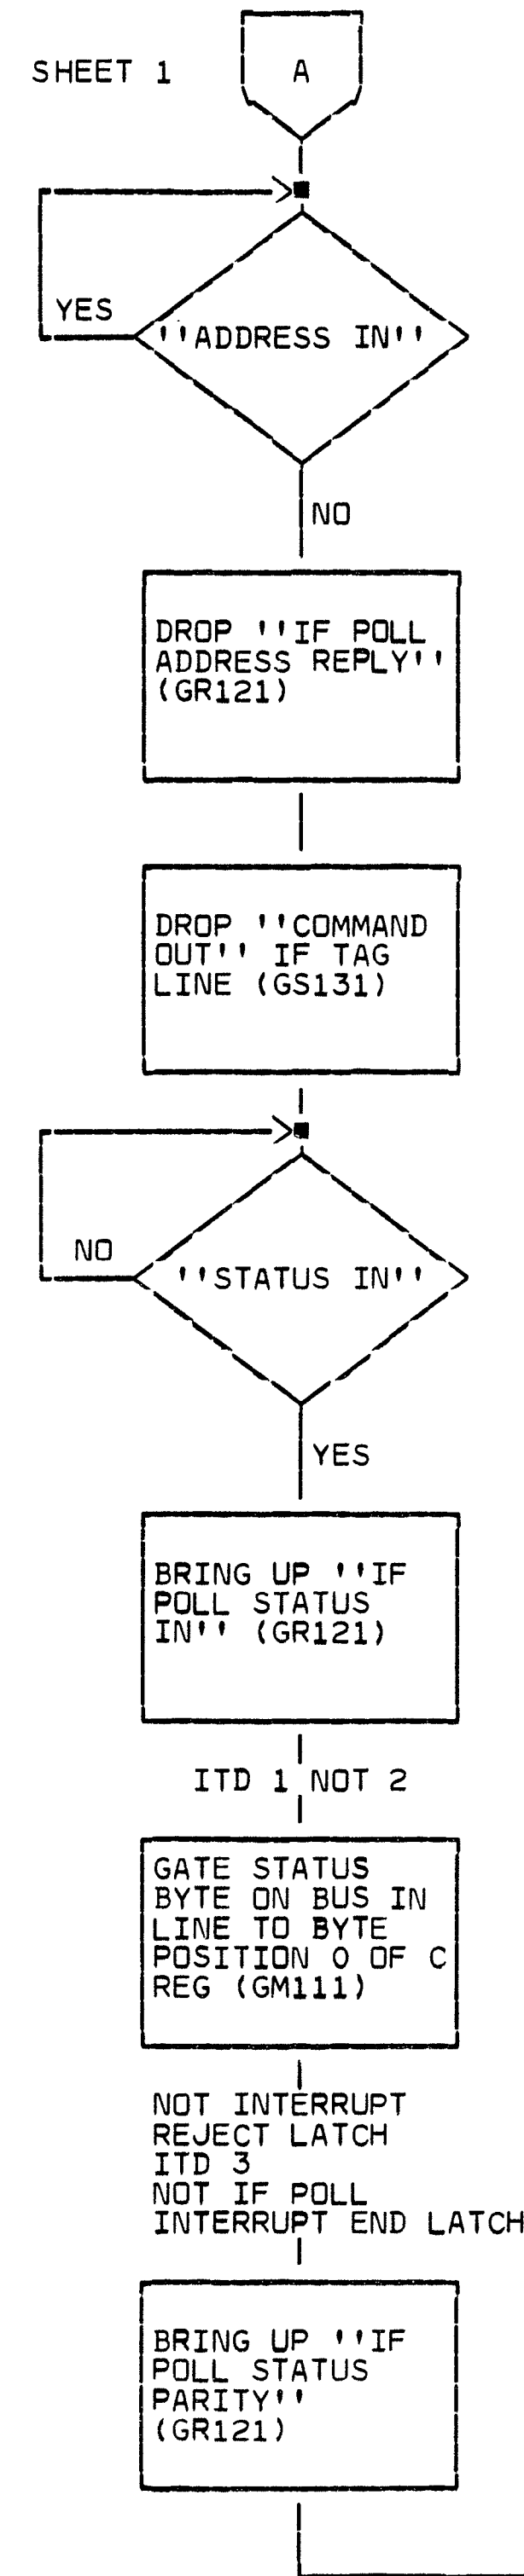 SHEET 1
A
YES
''ADDRESS IN''
NO
DROP ''IF POLL
ADDRESS REPLY''
(GR121)
DROP ''COMMAND
OUT'' IF TAG
LINE (GS131)
NO
''STATUS IN''
YES
BRING UP ''IF
POLL STATUS
IN'' (GR121)
ITD 1 NOT 2
GATE STATUS
BYTE ON BUS IN
LINE TO BYTE
POSITION 0 OF C
REG (GM111)
NOT INTERRUPT
REJECT LATCH
ITD 3
NOT IF POLL
INTERRUPT END LATCH
BRING UP ''IF
POLL STATUS
PARITY''
(GR121)